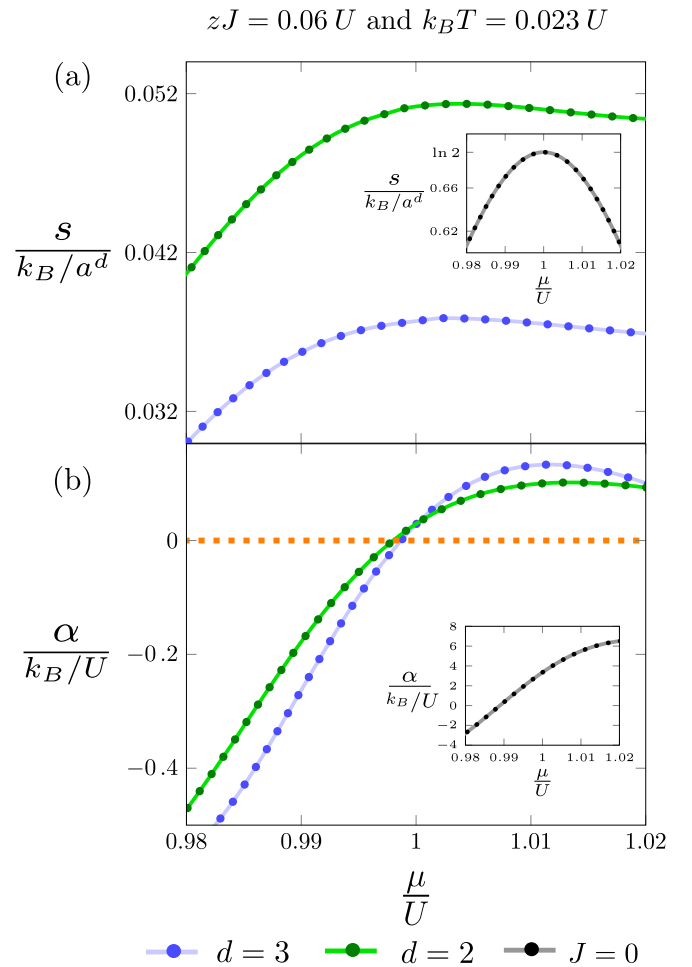 zJ = 0.06 U and k_BT = 0.023 U
(a)
0.052
0.042
0.032
s
k_B/a^d
ln 2
0.66
0.62
s
k_B/a^d
0.98 0.99 1 1.01 1.02
μ
U
(b)
0
−0.2
−0.4
α
k_B/U
8
6
4
2
0
−2
−4
α
k_B/U
0.98 0.99 1 1.01 1.02
μ
U
0.98 0.99 1 1.01 1.02
μ
U
d = 3 d = 2 J = 0